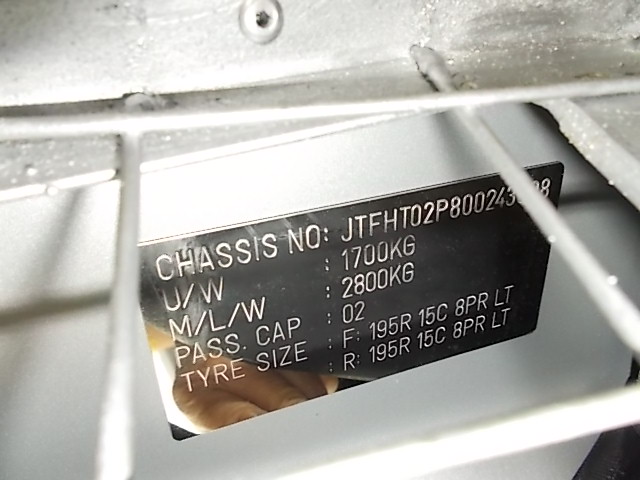 CHASSIS NO:
U/W : 1700KG
M/L/W : 2800KG
PASS. CAP : 02
TYRE SIZE : F: 195R 15C 8PR LT
: R: 195R 15C 8PR LT